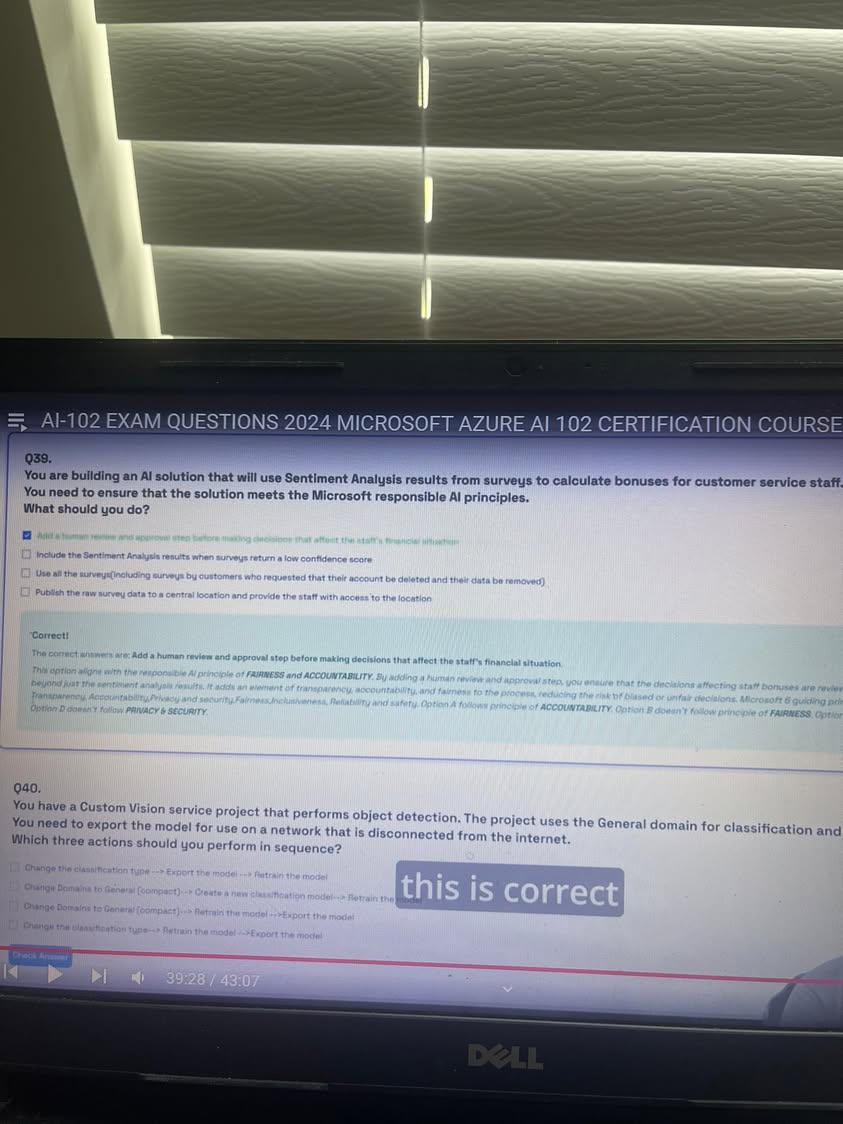 AI-102 EXAM QUESTIONS 2024 MICROSOFT AZURE AI 102 CERTIFICATION COURSE
Q39.
You are building an AI solution that will use Sentiment Analysis results from surveys to calculate bonuses for customer service staff.
You need to ensure that the solution meets the Microsoft responsible AI principles.
What should you do?
Add a human review and approval step before making decisions that affect the staff's financial situation
Include the Sentiment Analysis results when surveys return a low confidence score
Use all the surveys(including surveys by customers who requested that their account be deleted and their data be removed)
Publish the raw survey data to a central location and provide the staff with access to the location
"Correct!
The correct answers are: Add a human review and approval step before making decisions that affect the staff's financial situation.
This option aligns with the responsible AI principle of FAIRNESS and ACCOUNTABILITY. By adding a human review and approval step, you ensure that the decisions affecting staff bonuses are revie
beyond just the sentiment analysis results. It adds an element of transparency, accountability, and fairness to the process, reducing the risk of biased or unfair decisions. Microsoft 6 guiding pri
Transparency, Accountability,Privacy and security,Fairness,Inclusiveness, Reliability and safety. Option A follows principle of ACCOUNTABILITY. Option B doesn't follow principle of FAIRNESS. Option
Option D doesn't follow PRIVACY & SECURITY.
Q40.
You have a Custom Vision service project that performs object detection. The project uses the General domain for classification and
You need to export the model for use on a network that is disconnected from the internet.
Which three actions should you perform in sequence?
Change the classification type --> Export the model --> Retrain the model
Change Domains to General (compact)--> Create a new classification model--> Retrain the
Change Domains to General (compact)--> Retrain the model -->Export the model
Change the classification type--> Retrain the model -->Export the model
this is correct
Check Answer
39:28 / 43:07
DELL